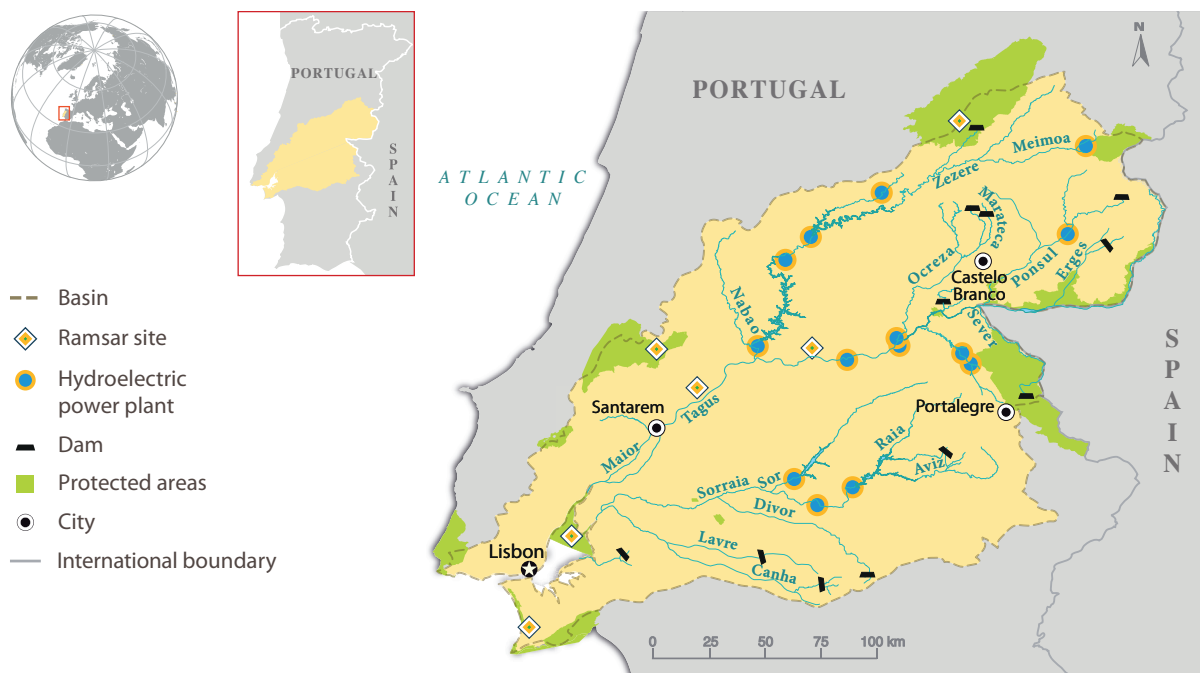 PORTUGAL
SPAIN
ATLANTIC
OCEAN
Basin
Ramsar site
Hydroelectric
power plant
Dam
Protected areas
City
International boundary
PORTUGAL
N
Meimoa
Zezere
Marateca
Ocreza
Castelo
Branco
Ponsul
Erges
Nabao
Sever
SPAIN
Santarem
Tagus
Portalegre
Maior
Raia
Aviz
Sorraia
Sor
Divor
Lavre
Canha
Lisbon
0 25 50 75 100 km